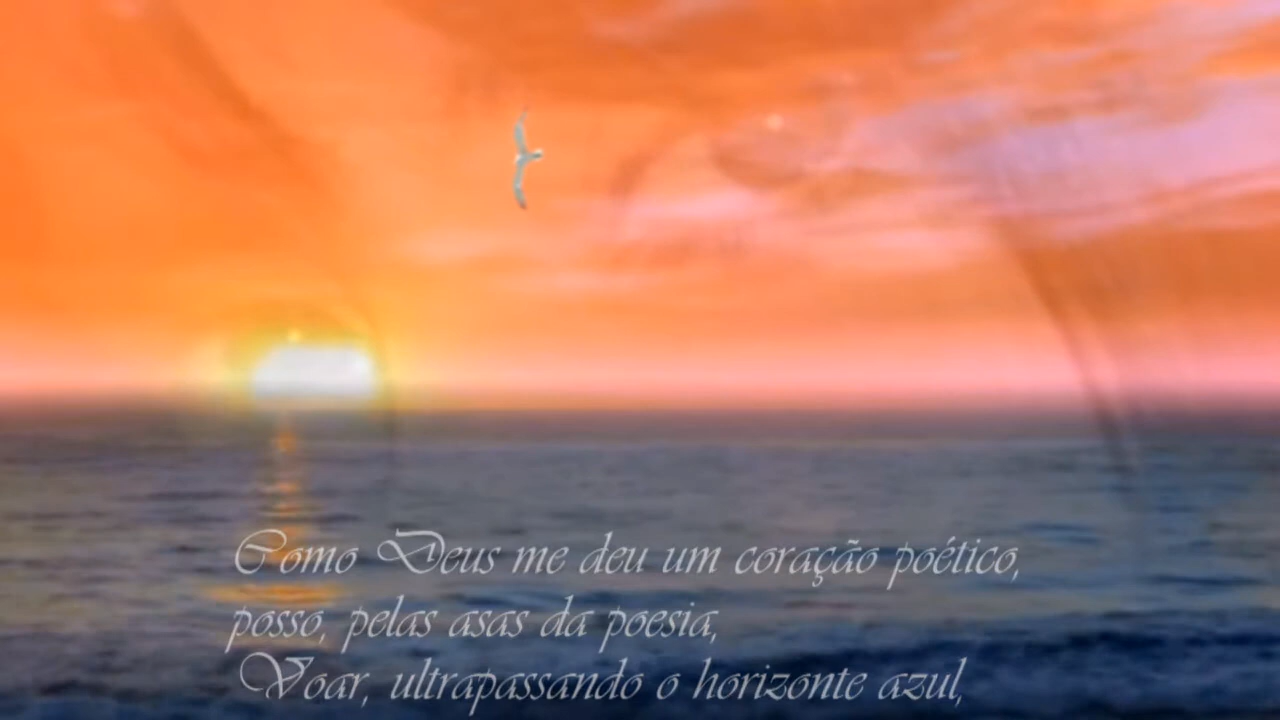 Como Deus me deu um coração poético,
posso, pelas asas da poesia,
Voar, ultrapassando o horizonte azul,